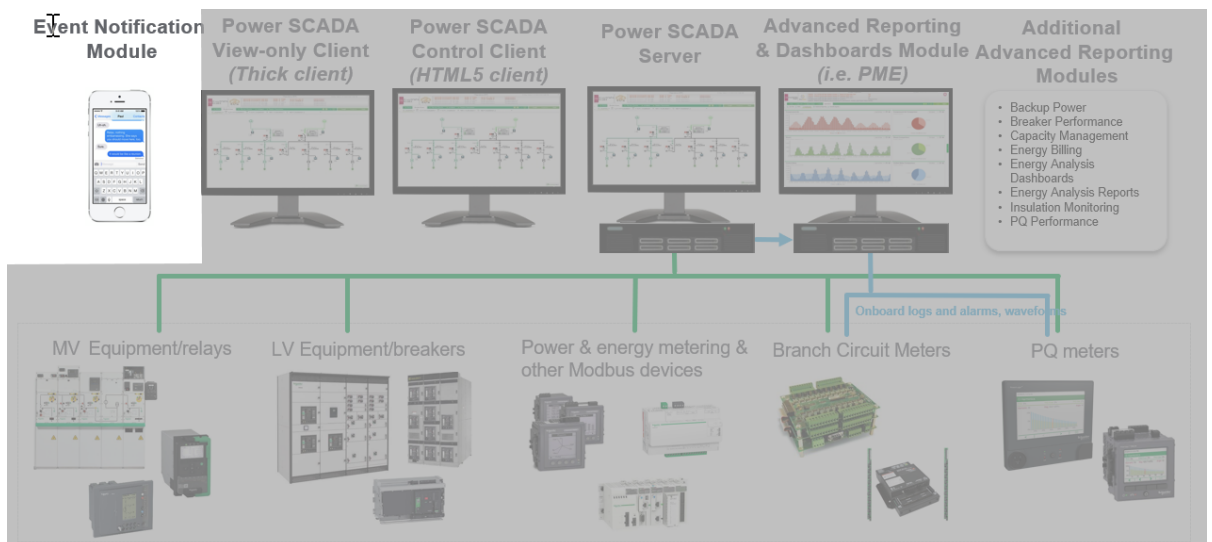 Event Notification
Module
Power SCADA
View-only Client
(Thick client)
Power SCADA
Control Client
(HTML5 client)
Power SCADA
Server
Advanced Reporting
& Dashboards Module
(i.e. PME)
Additional
Advanced Reporting
Modules
• Backup Power
• Breaker Performance
• Capacity Management
• Energy Billing
• Energy Analysis
Dashboards
• Energy Analysis Reports
• Insulation Monitoring
• PQ Performance
Onboard logs and alarms, waveforms
MV Equipment/relays
LV Equipment/breakers
Power & energy metering &
other Modbus devices
Branch Circuit Meters
PQ meters